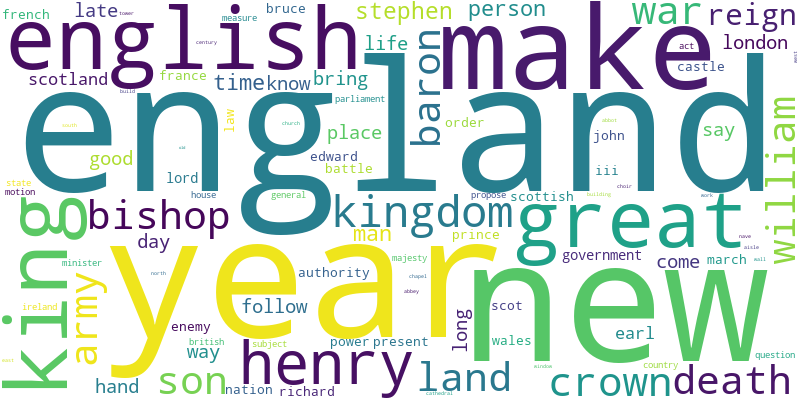 french late tower measure bruce stephen person war reign
english make
century act
scotland france time know life bring baron london castle west
england
build parliament
good law place order john say william
edward battle iii
south church abbot
lord old
state motion house general propose scottish building choir work
king bishop kingdom great
day man prince government come march nave aisle wall
minister majesty
army year authority chapel new
north abbey
ireland follow long scot earl
enemy power present wales
british way henry subject land country question
west
hand son nation richard cathedral crown window death